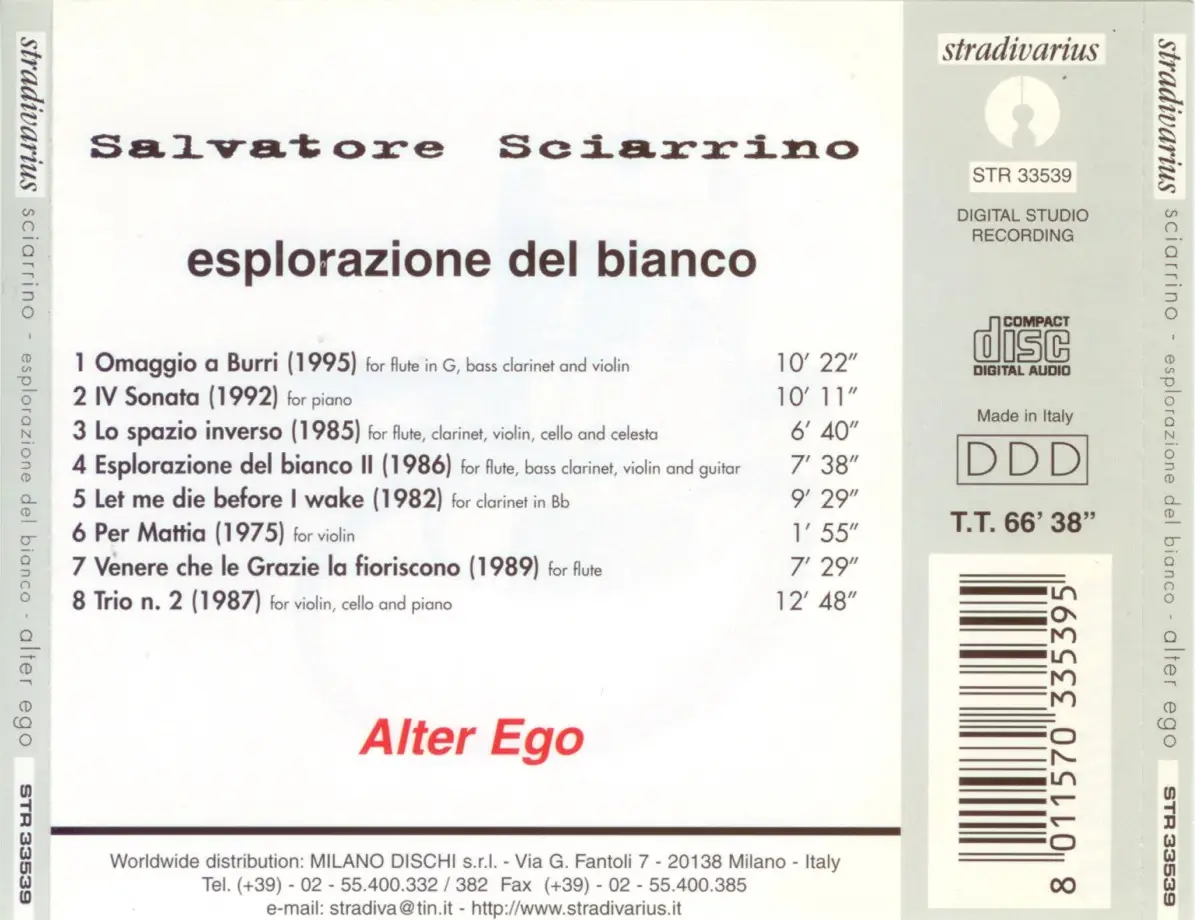 stradivarius sciarrino - esplorazione del bianco - alter ego STR 33539
Salvatore Sciarrino
esplorazione del bianco
1 Omaggio a Burri (1995) for flute in G, bass clarinet and violin 10' 22"
2 IV Sonata (1992) for piano 10' 11"
3 Lo spazio inverso (1985) for flute, clarinet, violin, cello and celesta 6' 40"
4 Esplorazione del bianco II (1986) for flute, bass clarinet, violin and guitar 7' 38"
5 Let me die before I wake (1982) for clarinet in Bb 9' 29"
6 Per Mattia (1975) for violin 1' 55"
7 Venere che le Grazie la fioriscono (1989) for flute 7' 29"
8 Trio n. 2 (1987) for violin, cello and piano 12' 48"
Alter Ego
Worldwide distribution: MILANO DISCHI s.r.l. - Via G. Fantoli 7 - 20138 Milano - Italy
Tel. (+39) - 02 - 55.400.332 / 382 Fax (+39) - 02 - 55.400.385
e-mail: stradiva@tin.it - http://www.stradivarius.it
stradivarius
STR 33539
DIGITAL STUDIO
RECORDING
COMPACT
disc
DIGITAL AUDIO
Made in Italy
DDD
T.T. 66' 38"
8 011570 335395
stradivarius sciarrino - esplorazione del bianco - alter ego STR 33539